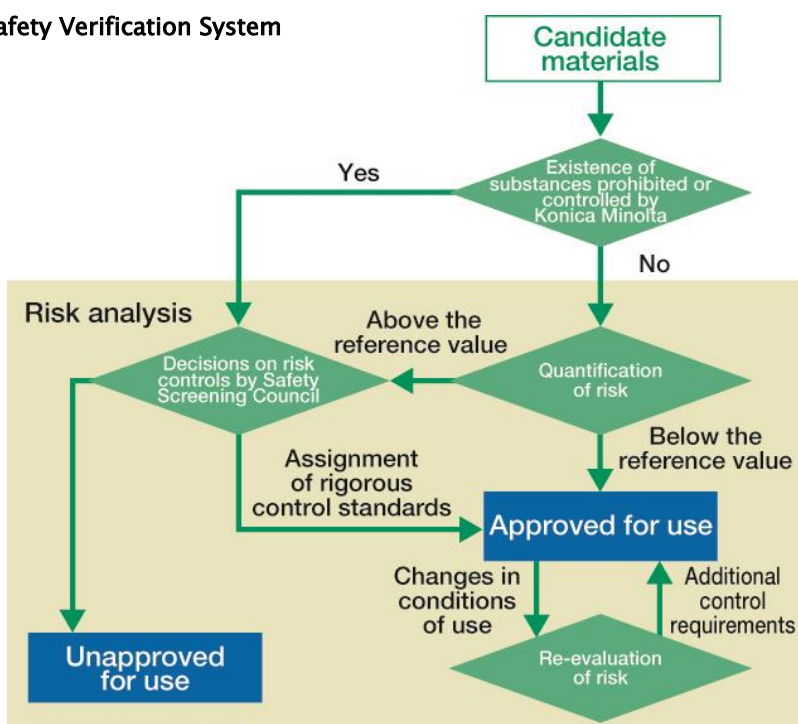 afety Verification System
Candidate
materials
Existence of
substances prohibited or
controlled by
Konica Minolta
Yes
No
Risk analysis
Above the
reference value
Decisions on risk
controls by Safety
Screening Council
Quantification
of risk
Below the
reference value
Assignment
of rigorous
control standards
Approved for use
Changes in
conditions
of use
Additional
control
requirements
Unapproved
for use
Re-evaluation
of risk